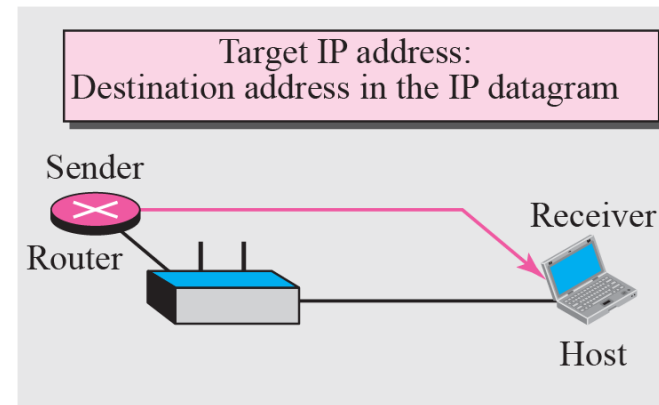 Target IP address:
Destination address in the IP datagram
Sender
Receiver
Router
Host